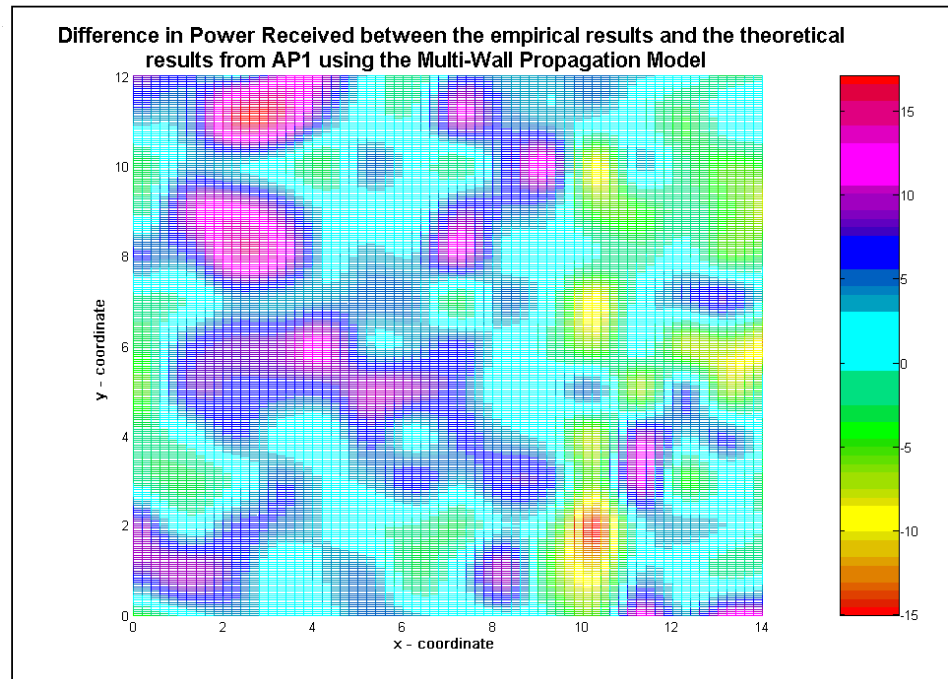 Difference in Power Received between the empirical results and the theoretical
results from AP1 using the Multi-Wall Propagation Model
12
10
8
6
4
2
0
y - coordinate
0 2 4 6 8 10 12 14
x - coordinate
15
10
5
0
-5
-10
-15